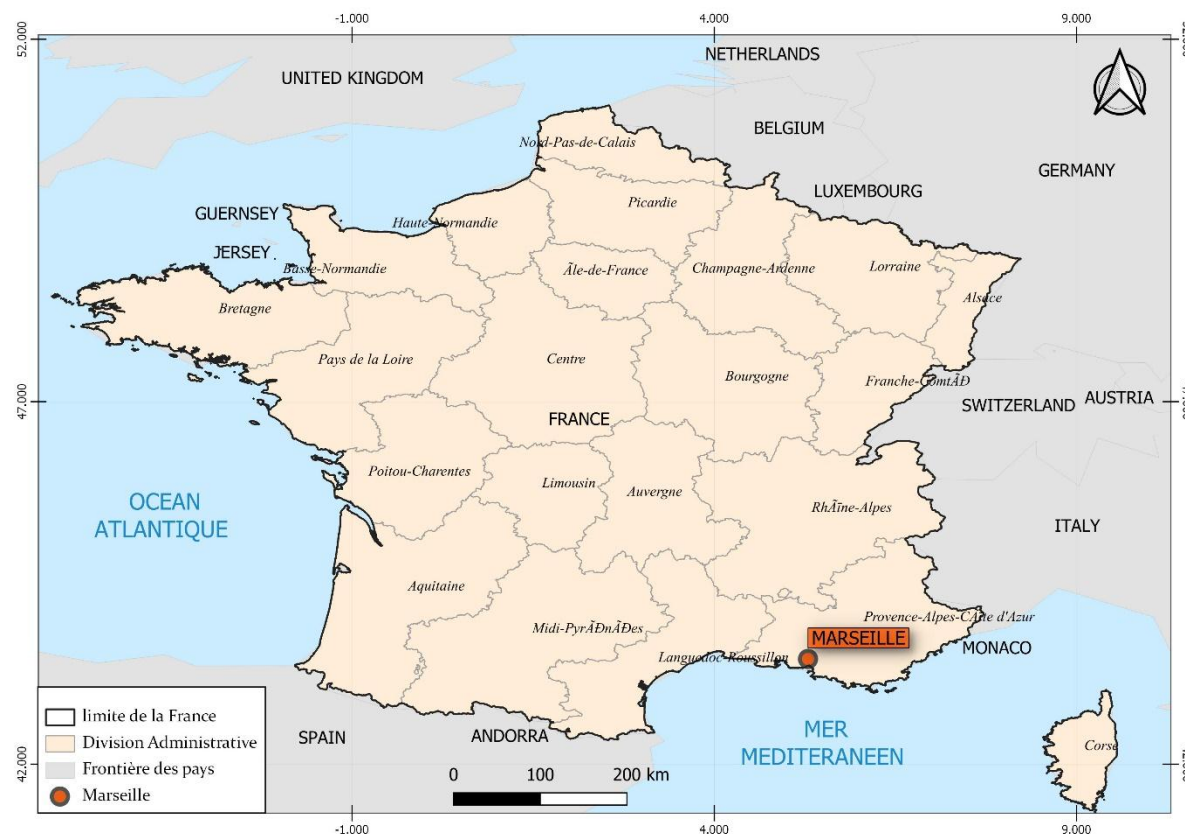 -1.000
4.000
9.000
52.000
NETHERLANDS
UNITED KINGDOM
BELGIUM
Nord-Pas-de-Calais
GERMANY
LUXEMBOURG
Picardie
GUERNSEY
Haute-Normandie
JERSEY
Basse-Normandie
Ãle-de-France
Champagne-Ardenne
Lorraine
Alsace
Bretagne
Pays de la Loire
Centre
Bourgogne
Franche-ComtÃÐ
47.000
SWITZERLAND
AUSTRIA
FRANCE
Poitou-Charentes
Limousin
Auvergne
OCEAN
ATLANTIQUE
RhÃīne-Alpes
ITALY
Aquitaine
Provence-Alpes-CÃīte d'Azur
Midi-PyrÃÐnÃÐes
MARSEILLE
MONACO
Languedoc-Roussillon
limite de la France
Division Administrative
Frontière des pays
Marseille
SPAIN
ANDORRA
MER
MEDITERANEEN
Corse
42.000
0
100
200 km
-1.000
4.000
9.000